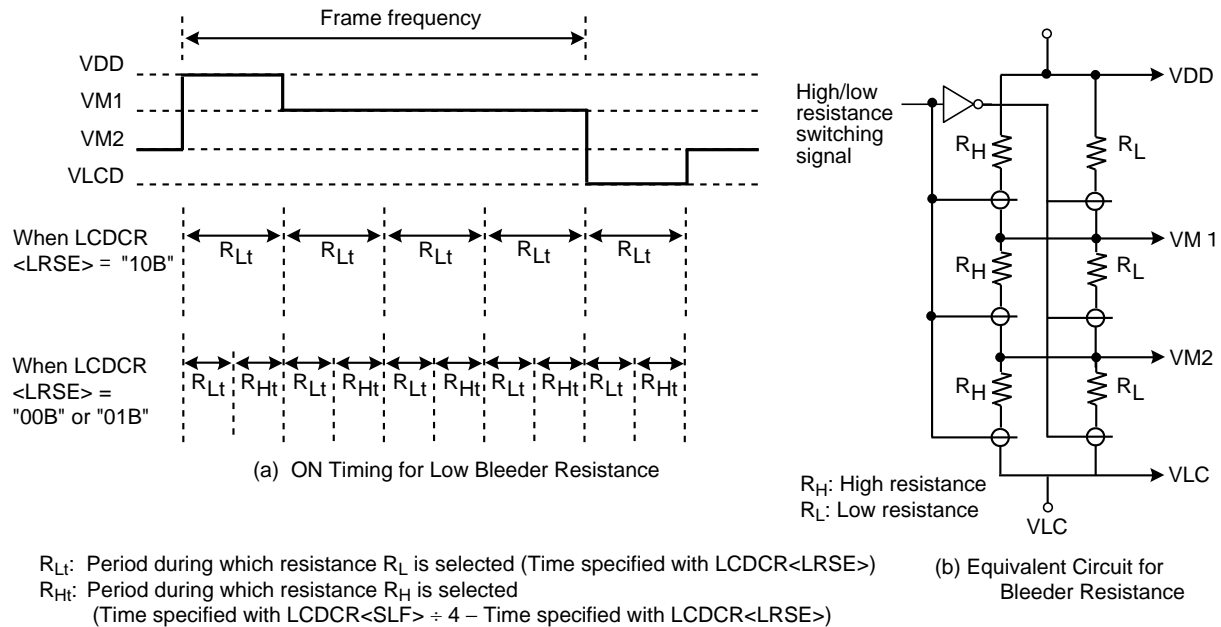 Frame frequency
VDD
VM1
VM2
VLCD
When LCDCR
<LRSE> = "10B"
RLt RLt RLt RLt RLt
When LCDCR
<LRSE> =
"00B" or "01B"
RLt RHt RLt RHt RLt RHt RLt RHt RLt RHt
(a) ON Timing for Low Bleeder Resistance
High/low
resistance
switching
signal
RH RL
RH RL
RH RL
VDD
VM 1
VM2
VLC
RH: High resistance
RL: Low resistance
VLC
(b) Equivalent Circuit for
Bleeder Resistance
RLt: Period during which resistance RL is selected (Time specified with LCDCR<LRSE>)
RHt: Period during which resistance RH is selected
(Time specified with LCDCR<SLF> ÷ 4 – Time specified with LCDCR<LRSE>)